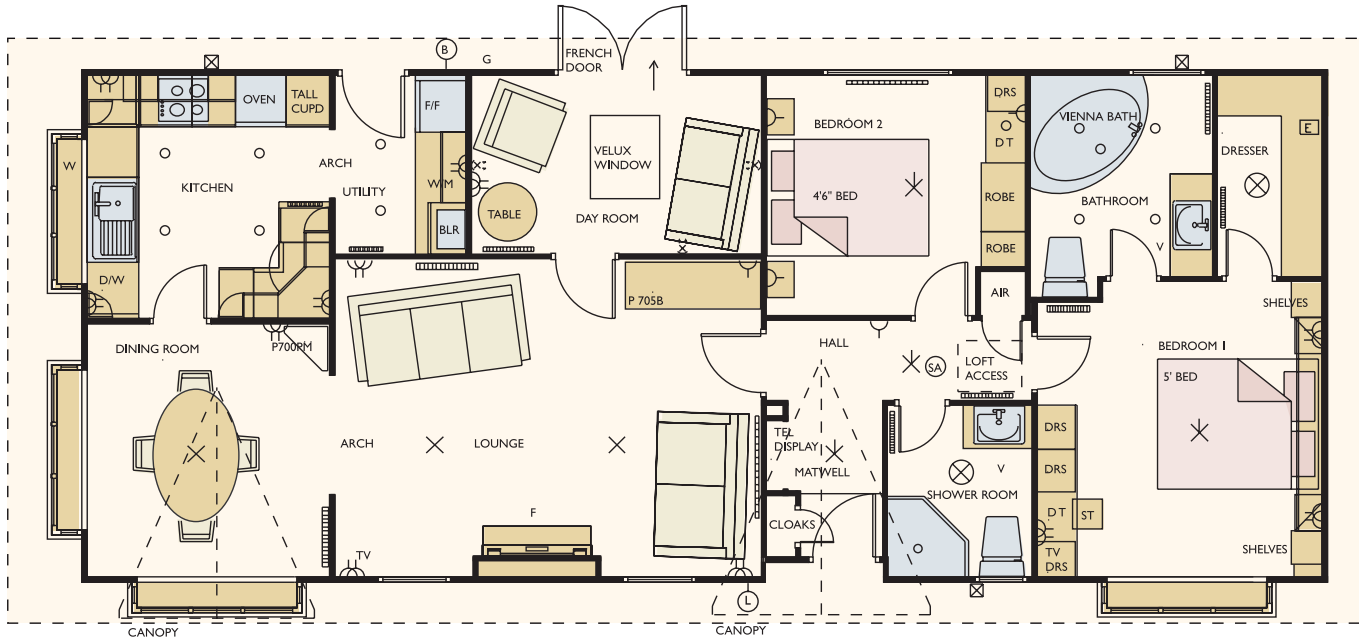 B
G
FRENCH
DOOR
F/F
OVEN
TALL
CUPD
W
KITCHEN
ARCH
UTILITY
W/M
BLR
D/W
TABLE
VELUX
WINDOW
DAY ROOM
P 705B
BEDROOM 2
4'6" BED
DRS
D T
ROBE
ROBE
AIR
VIENNA BATH
BATHROOM
V
DRESSER
E
SHELVES
DINING ROOM
P700PM
ARCH
LOUNGE
F
TV
L
HALL
SA
LOFT
ACCESS
TEL
DISPLAY
MATWELL
CLOAKS
V
SHOWER ROOM
BEDROOM 1
5' BED
DRS
DRS
D T
ST
TV
DRS
SHELVES
CANOPY
CANOPY